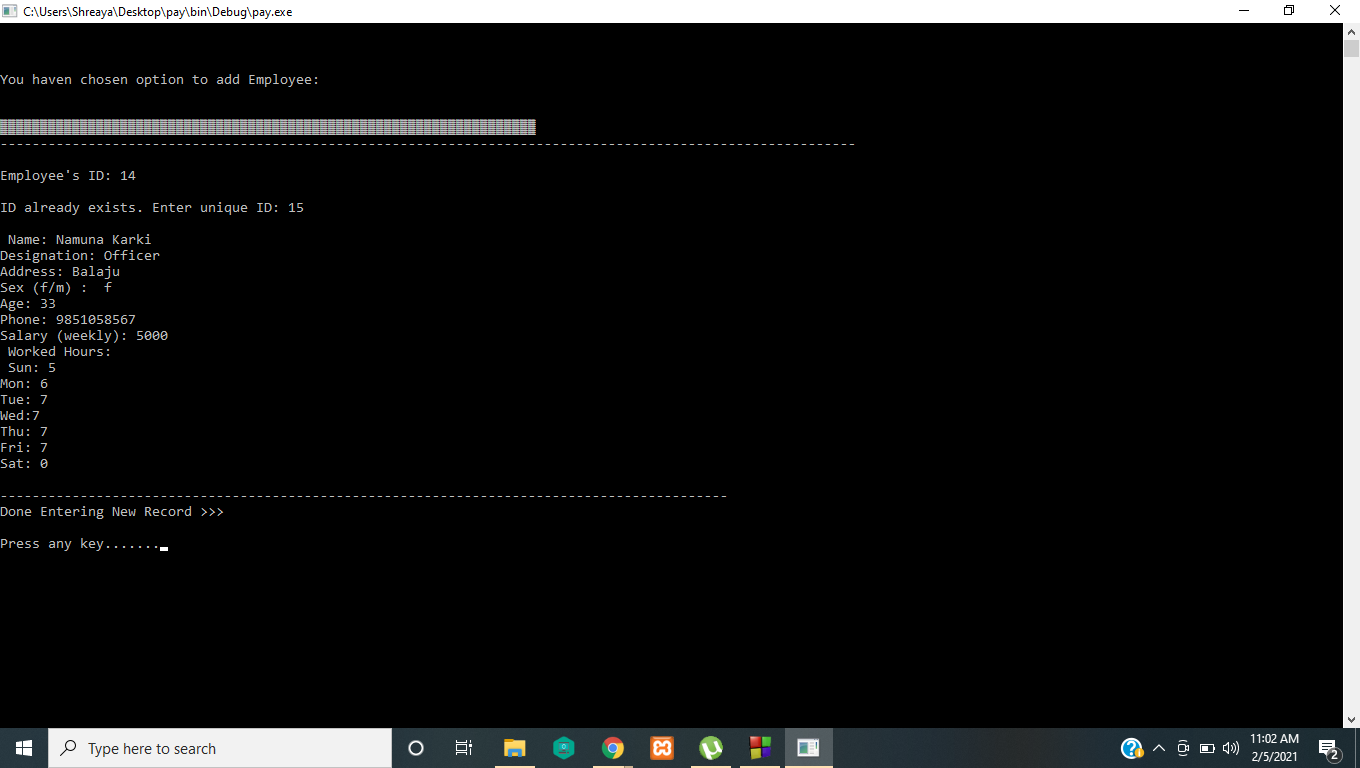 C:\Users\Shreaya\Desktop\pay\bin\Debug\pay.exe
You haven chosen option to add Employee:
-----------------------------------------------------------------------------------------------------------
Employee's ID: 14
ID already exists. Enter unique ID: 15
Name: Namuna Karki
Designation: Officer
Address: Balaju
Sex (f/m) :  f
Age: 33
Phone: 9851058567
Salary (weekly): 5000
Worked Hours:
Sun: 5
Mon: 6
Tue: 7
Wed:7
Thu: 7
Fri: 7
Sat: 0
-------------------------------------------------------------------------------------------
Done Entering New Record >>>
Press any key.......
Type here to search
11:02 AM
2/5/2021
2